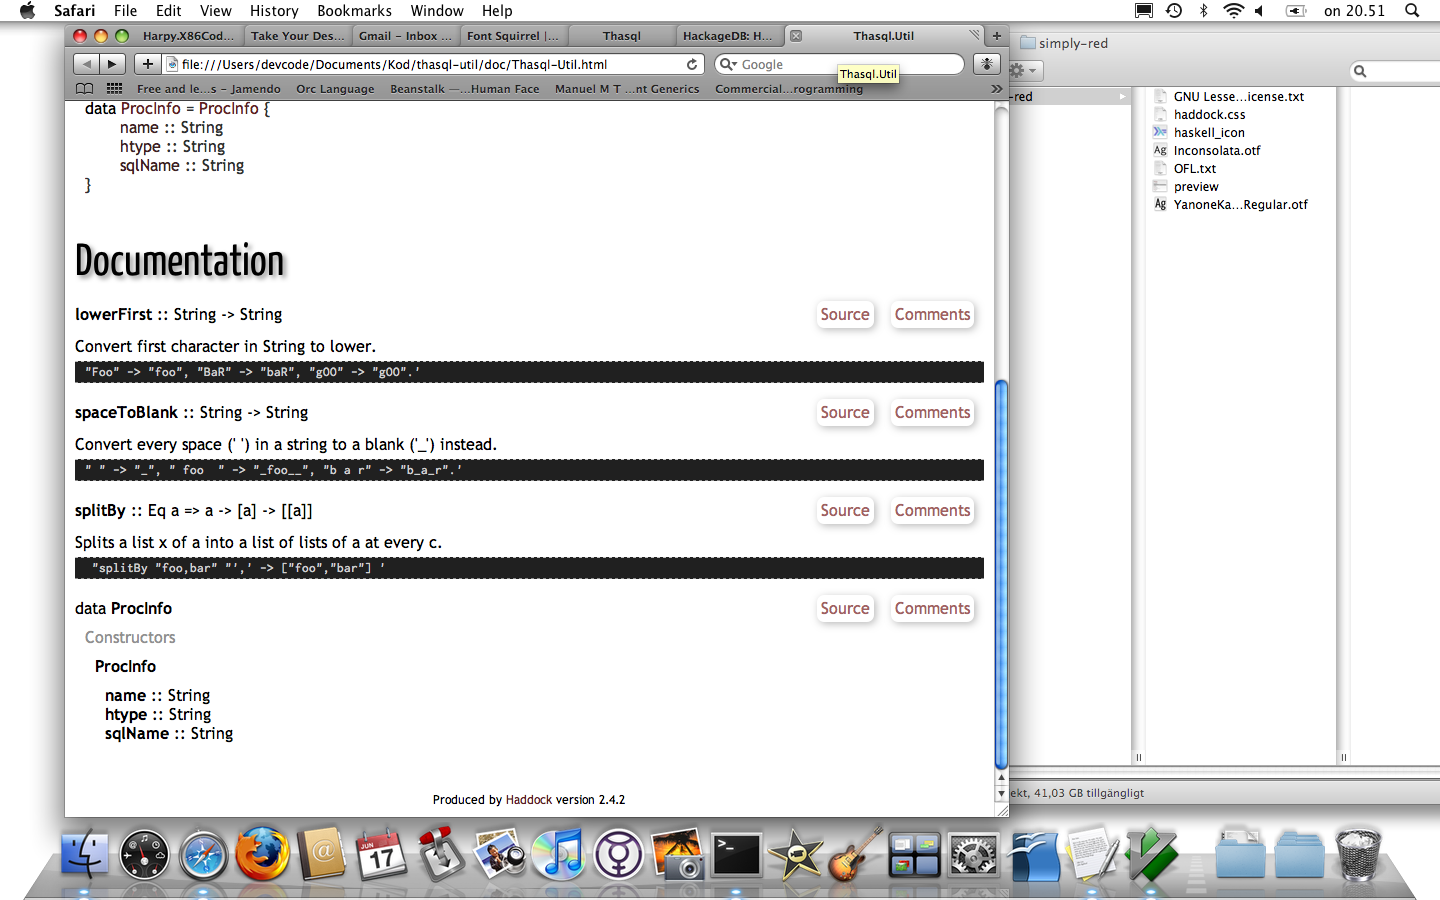 Safari File Edit View History Bookmarks Window Help on 20.51
Harpy.X86Cod... Take Your Des... Gmail – Inbox ... Font Squirrel |... Thasql HackageDB: H... Thasql.Util
simply-red
file:///Users/devcode/Documents/Kod/thasql-util/doc/Thasql-Util.html Google
Thasql.Util
Free and le...s – Jamendo Orc Language Beanstalk —...Human Face Manuel M T ...nt Generics Commercial...rogramming
data ProcInfo = ProcInfo {
name :: String
htype :: String
sqlName :: String
}
Documentation
lowerFirst :: String -> String Source Comments
Convert first character in String to lower.
"Foo" -> "foo", "BaR" -> "baR", "gOO" -> "gOO".'
spaceToBlank :: String -> String Source Comments
Convert every space (' ') in a string to a blank ('_') instead.
" " -> "_", " foo  " -> "_foo__", "b a r" -> "b_a_r".'
splitBy :: Eq a => a -> [a] -> [[a]] Source Comments
Splits a list x of a into a list of lists of a at every c.
"splitBy "foo,bar" "',' -> ["foo","bar"] '
data ProcInfo Source Comments
Constructors
ProcInfo
name :: String
htype :: String
sqlName :: String
Produced by Haddock version 2.4.2
-red
GNU Lesse...icense.txt
haddock.css
haskell_icon
Inconsolata.otf
OFL.txt
preview
YanoneKa...Regular.otf
ekt, 41,03 GB tillgängligt
JUN
17